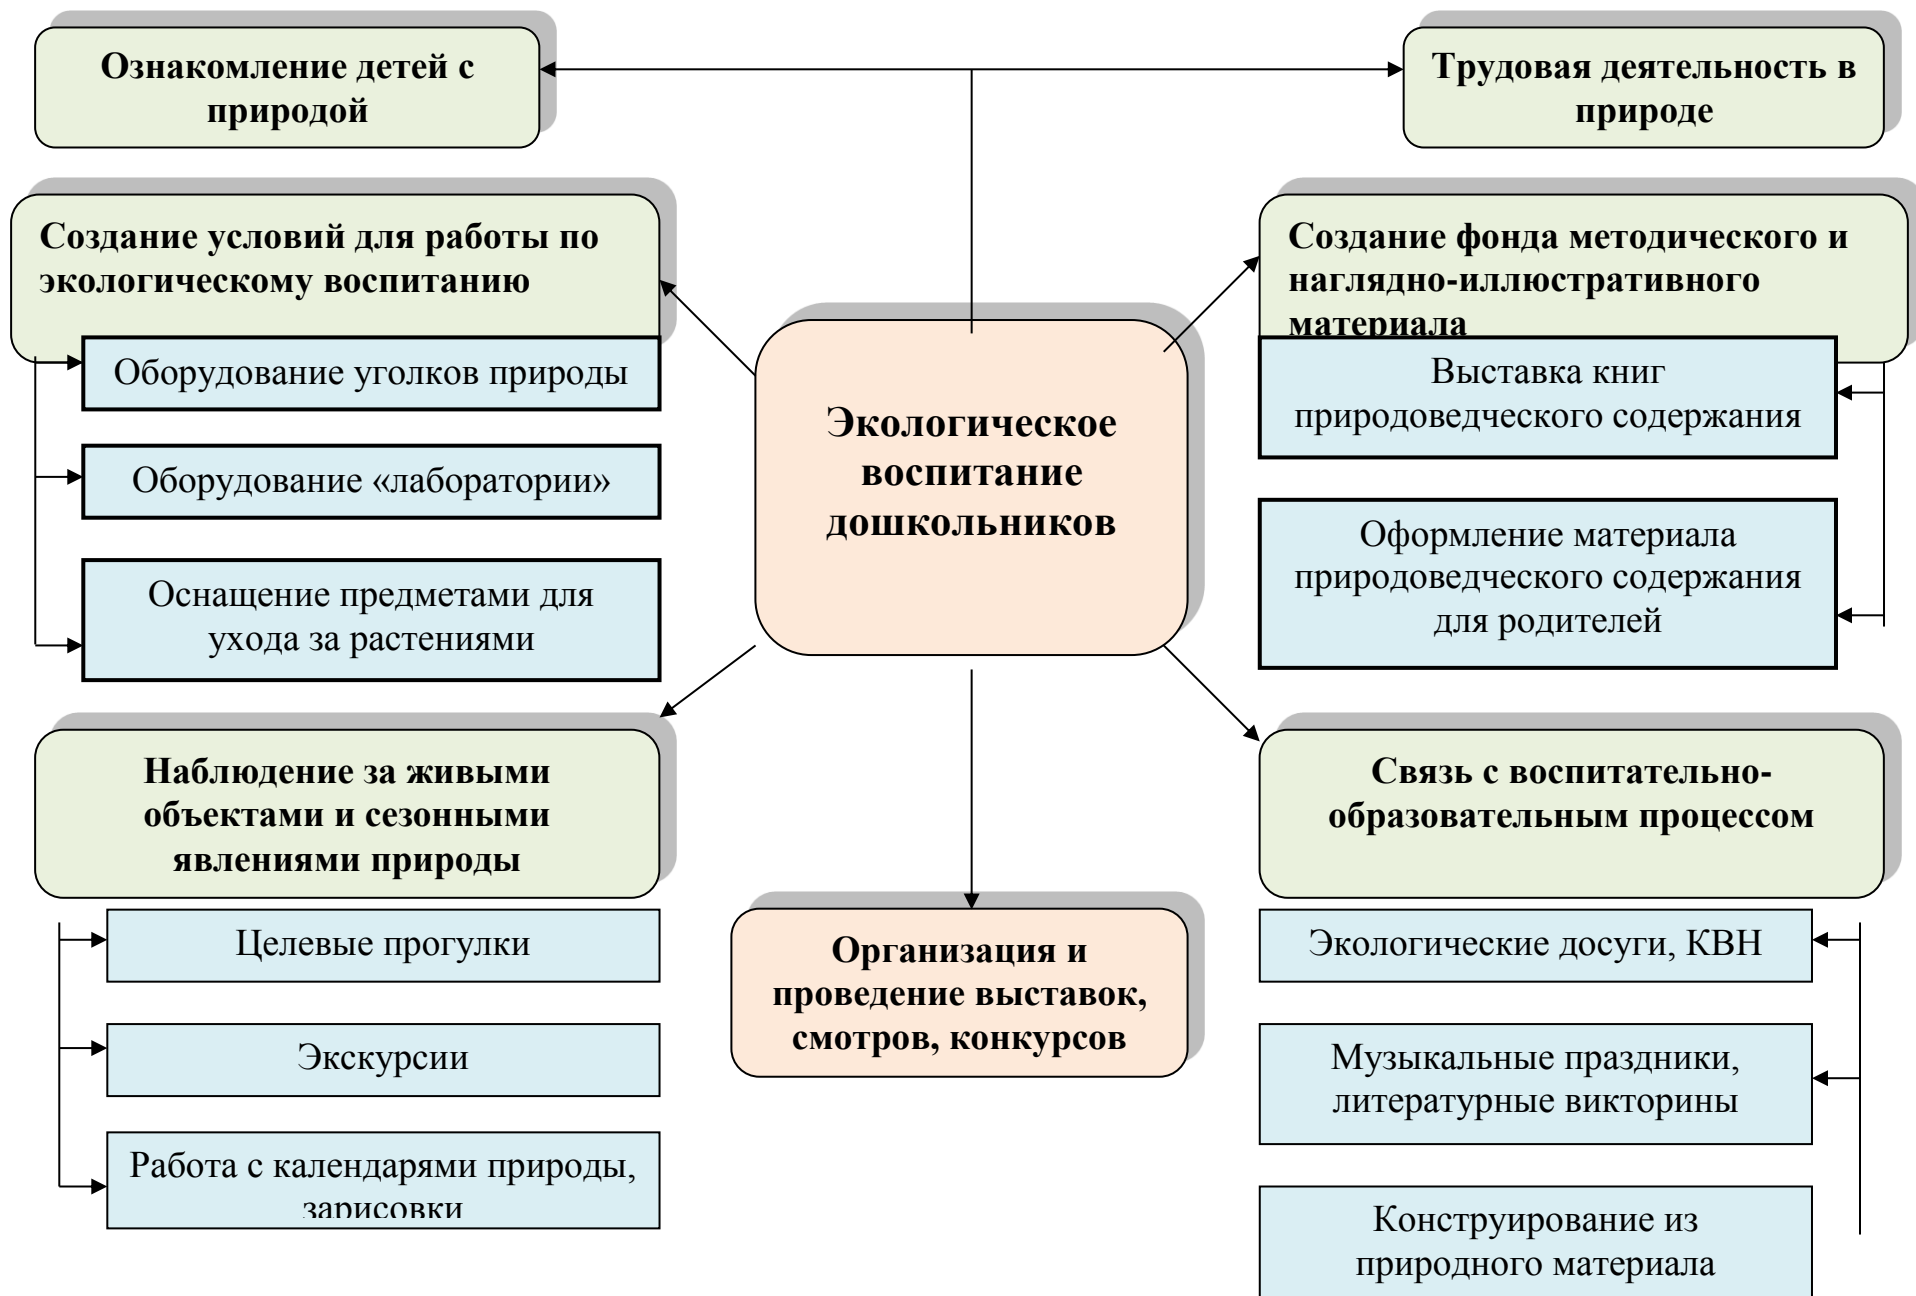 Ознакомление детей с
природой
Трудовая деятельность в
природе
Создание условий для работы по
экологическому воспитанию
Оборудование уголков природы
Оборудование «лаборатории»
Оснащение предметами для
ухода за растениями
Создание фонда методического и
наглядно-иллюстративного
материала
Выставка книг
природоведческого содержания
Оформление материала
природоведческого содержания
для родителей
Экологическое
воспитание
дошкольников
Наблюдение за живыми
объектами и сезонными
явлениями природы
Целевые прогулки
Экскурсии
Работа с календарями природы,
зарисовки
Организация и
проведение выставок,
смотров, конкурсов
Связь с воспитательно-
образовательным процессом
Экологические досуги, КВН
Музыкальные праздники,
литературные викторины
Конструирование из
природного материала